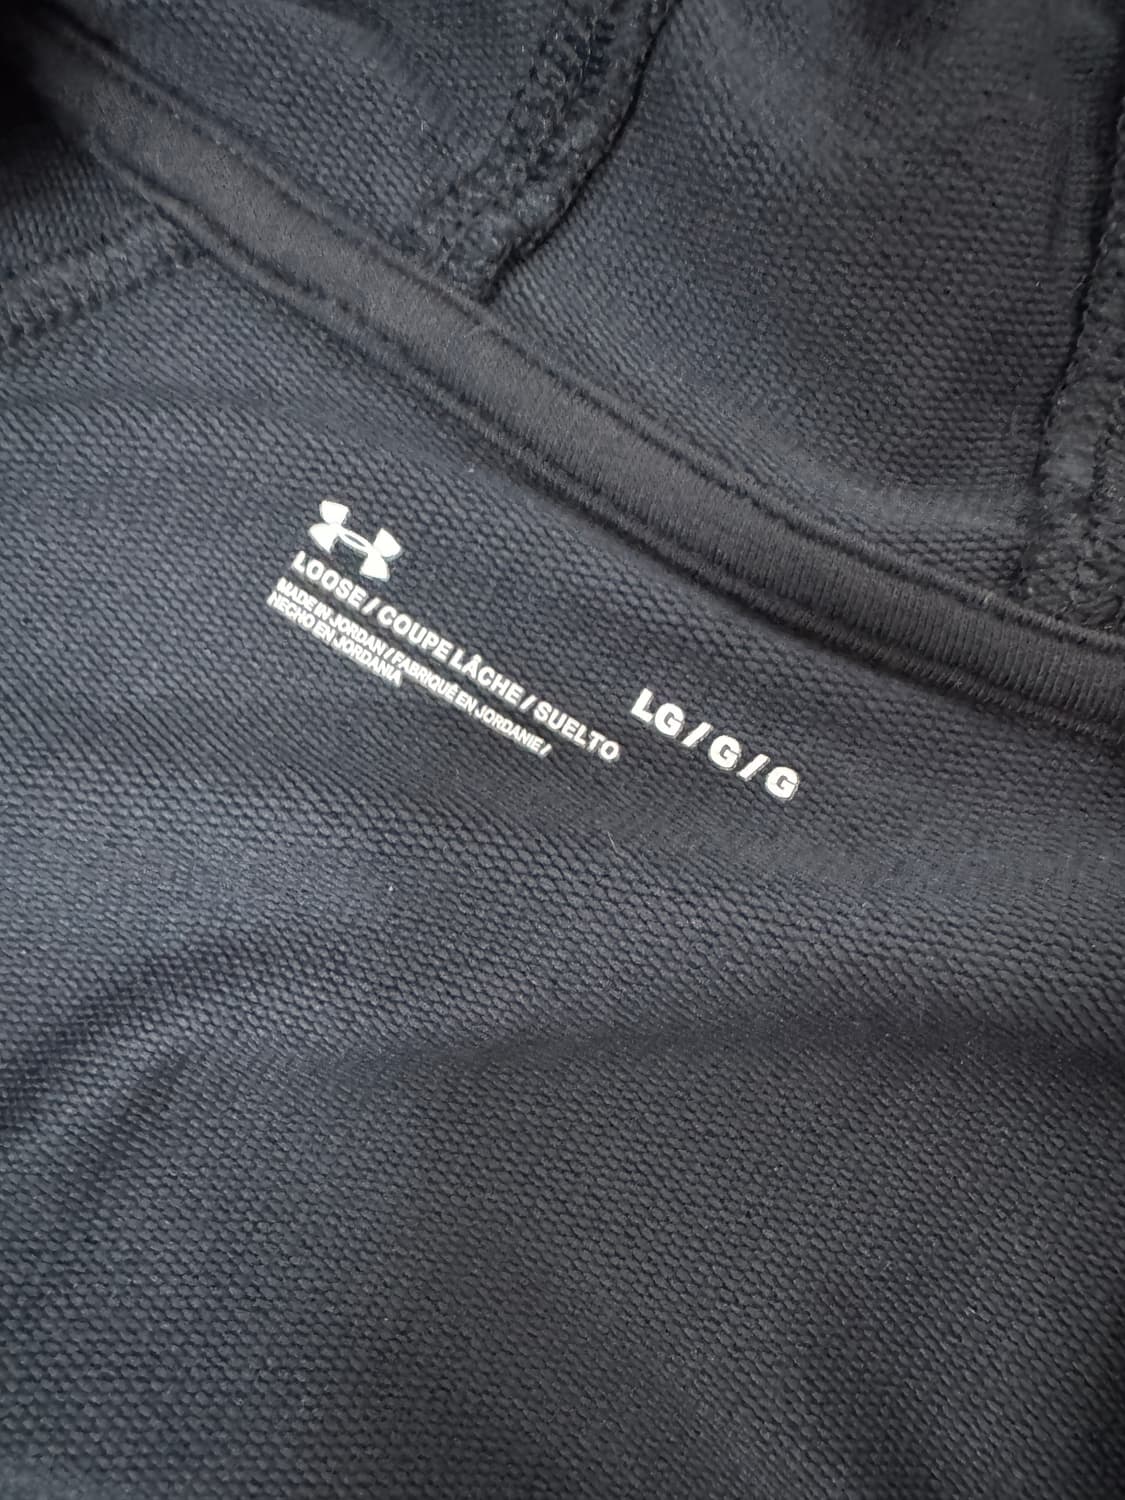 LOOSE / COUPE LÂCHE / SUELTO
MADE IN JORDAN / FABRIQUÉ EN JORDANIE /
HECHO EN JORDANIA
LG / G / G